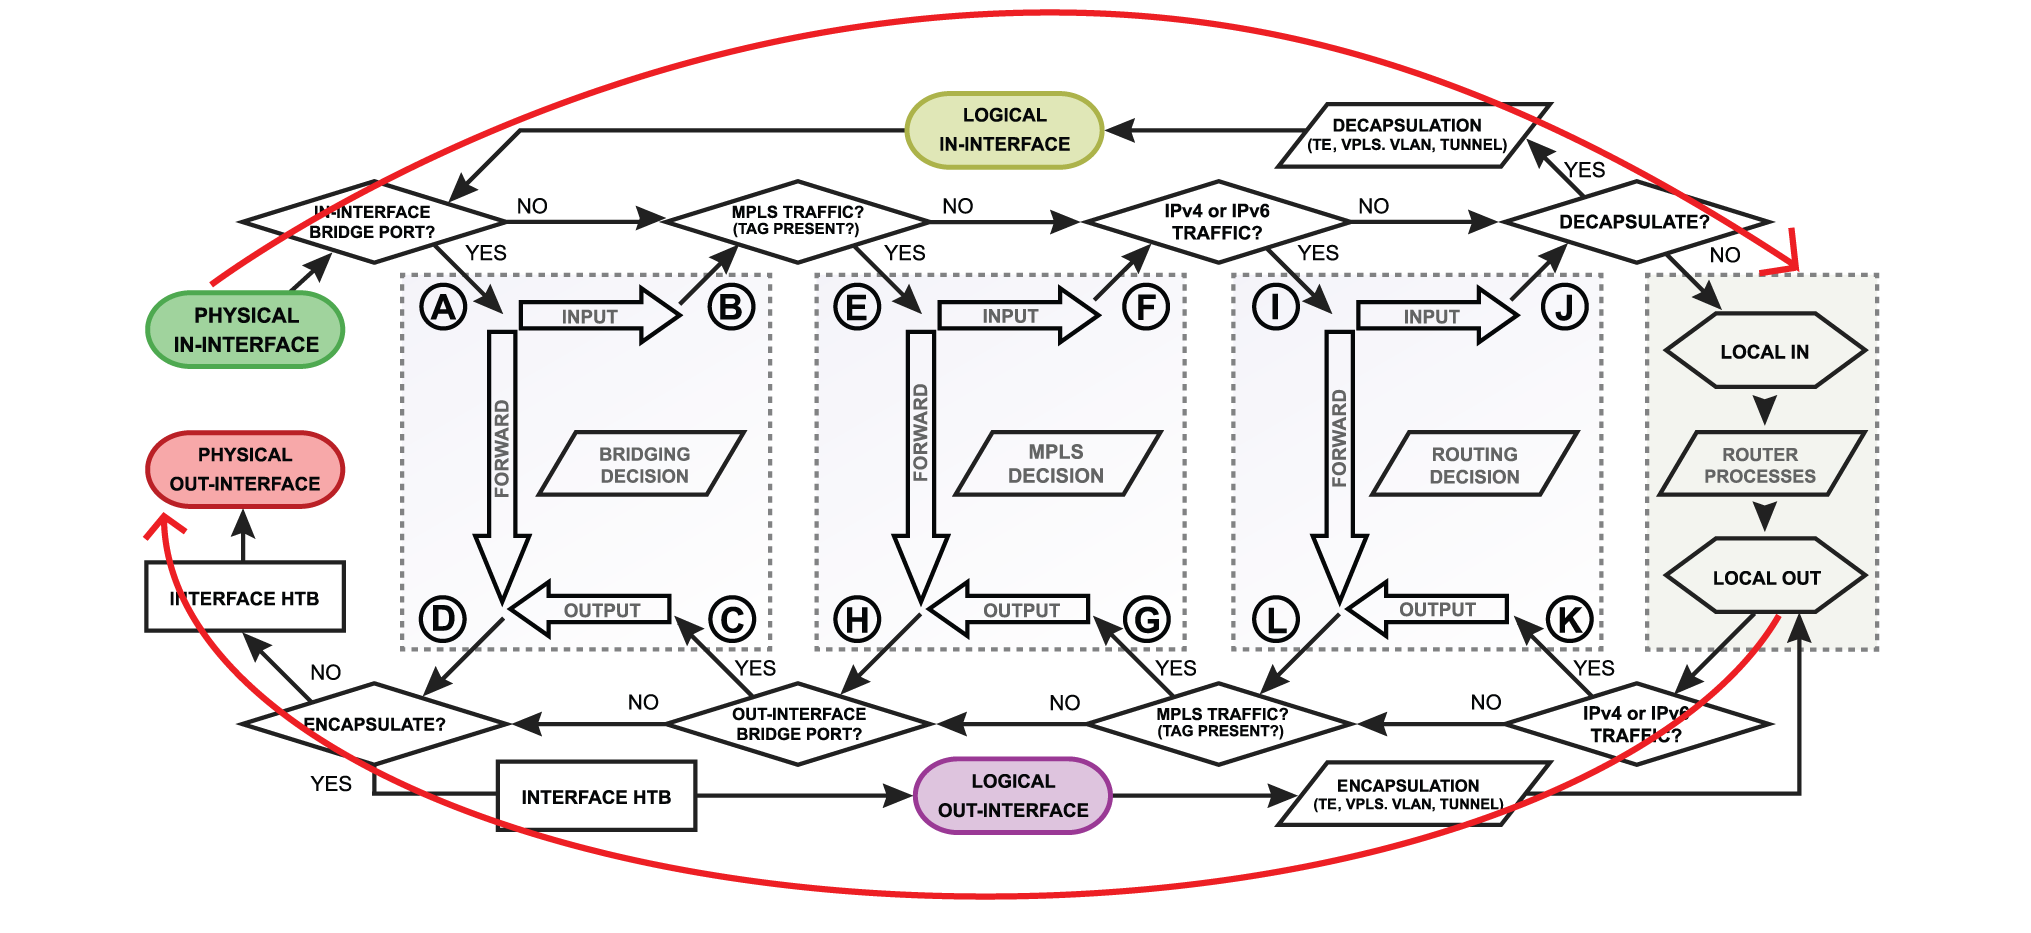 LOGICAL
IN-INTERFACE
DECAPSULATION
(TE, VPLS. VLAN, TUNNEL)
YES
IN-INTERFACE
BRIDGE PORT?
NO
MPLS TRAFFIC?
(TAG PRESENT?)
NO
IPv4 or IPv6
TRAFFIC?
NO
DECAPSULATE?
YES
YES
YES
NO
PHYSICAL
IN-INTERFACE
A
INPUT
B
E
INPUT
F
I
INPUT
J
LOCAL IN
FORWARD
BRIDGING
DECISION
FORWARD
MPLS
DECISION
FORWARD
ROUTING
DECISION
ROUTER
PROCESSES
PHYSICAL
OUT-INTERFACE
INTERFACE HTB
D
OUTPUT
C
H
OUTPUT
G
L
OUTPUT
K
LOCAL OUT
NO
YES
YES
YES
ENCAPSULATE?
NO
OUT-INTERFACE
BRIDGE PORT?
NO
MPLS TRAFFIC?
(TAG PRESENT?)
NO
IPv4 or IPv6
TRAFFIC?
YES
INTERFACE HTB
LOGICAL
OUT-INTERFACE
ENCAPSULATION
(TE, VPLS. VLAN, TUNNEL)